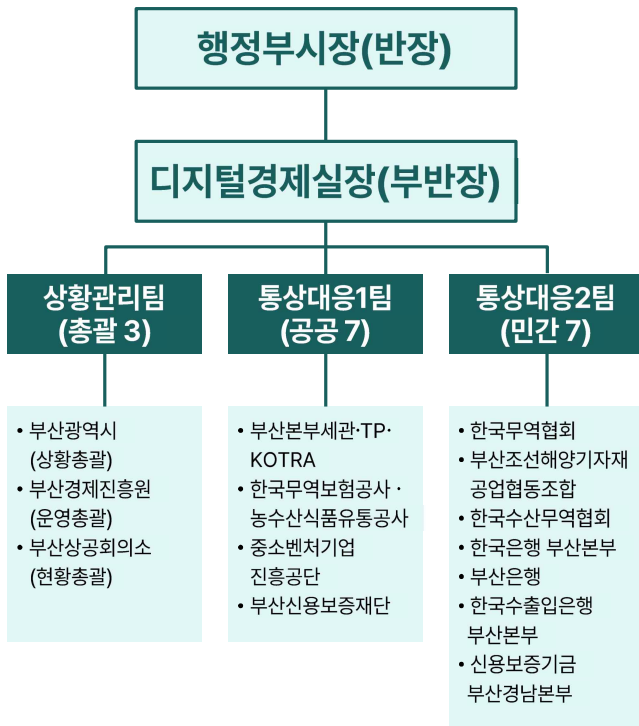 행정부시장(반장)
디지털경제실장(부반장)
상황관리팀
(총괄 3)
• 부산광역시
(상황총괄)
• 부산경제진흥원
(운영총괄)
• 부산상공회의소
(현황총괄)
통상대응1팀
(공공 7)
• 부산본부세관·TP·
KOTRA
• 한국무역보험공사 ·
농수산식품유통공사
• 중소벤처기업
진흥공단
• 부산신용보증재단
통상대응2팀
(민간 7)
• 한국무역협회
• 부산조선해양기자재
공업협동조합
• 한국수산무역협회
• 한국은행 부산본부
• 부산은행
• 한국수출입은행
부산본부
• 신용보증기금
부산경남본부